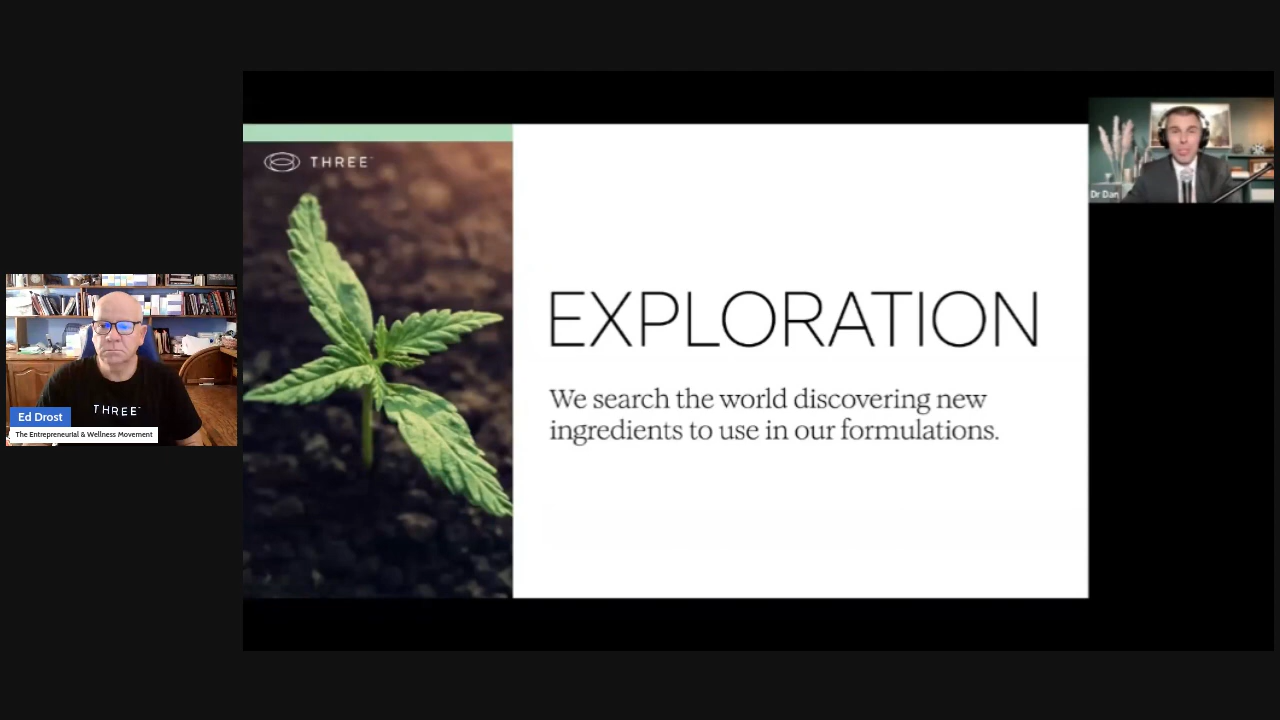 THREE
EXPLORATION
We search the world discovering new
ingredients to use in our formulations.
Dr Dan
THREE
Ed Drost
The Entrepreneurial & Wellness Movement